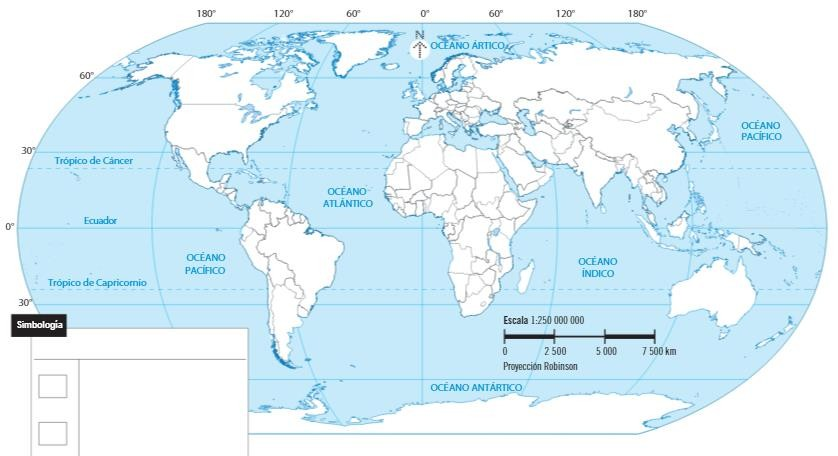 180°
120°
60°
0°
60°
120°
180°
N
OCÉANO ÁRTICO
60°
OCÉANO
PACÍFICO
30°
Trópico de Cáncer
OCÉANO
ATLÁNTICO
Ecuador
0°
OCÉANO
PACÍFICO
OCÉANO
ÍNDICO
Trópico de Capricornio
30°
Simbología
Escala 1:250 000 000
0 2 500 5 000 7 500 km
Proyección Robinson
OCÉANO ANTÁRTICO